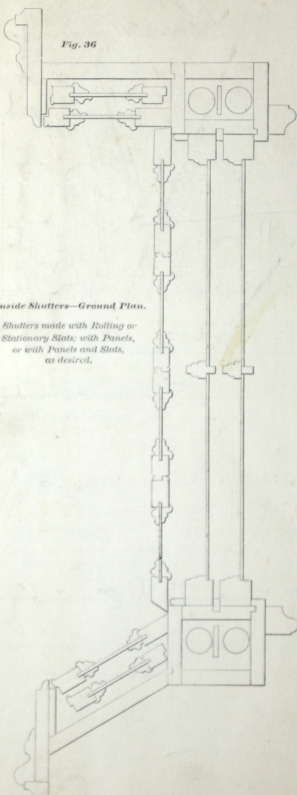 Fig. 36
Inside Shutters—Ground Plan.
Shutters made with Rolling or
Stationary Slats; with Panels,
or with Panels and Slats,
as desired.